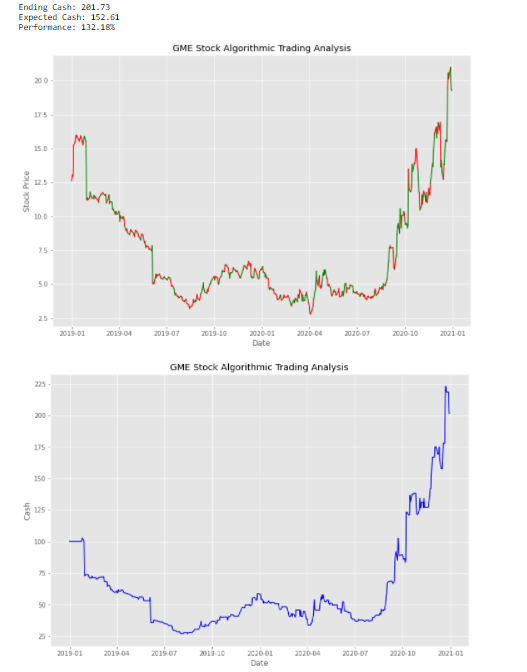 Ending Cash: 201.73
Expected Cash: 152.61
Performance: 132.18%
GME Stock Algorithmic Trading Analysis
20.0
17.5
15.0
12.5
10.0
7.5
5.0
2.5
Stock Price
2019-01 2019-04 2019-07 2019-10 2020-01 2020-04 2020-07 2020-10 2021-01
Date
GME Stock Algorithmic Trading Analysis
225
200
175
150
125
100
75
50
25
Cash
2019-01 2019-04 2019-07 2019-10 2020-01 2020-04 2020-07 2020-10 2021-01
Date